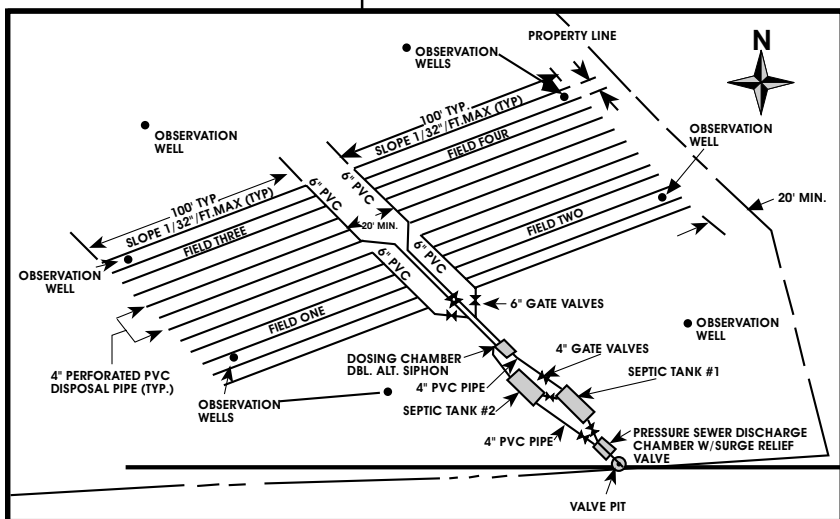 PROPERTY LINE
N
OBSERVATION
WELLS
OBSERVATION
WELL
100' TYP.
SLOPE 1/32"/FT.MAX (TYP)
FIELD FOUR
OBSERVATION
WELL
6" PVC
6" PVC
100' TYP
SLOPE 1/32"/FT.MAX (TYP)
FIELD THREE
20' MIN.
20' MIN.
FIELD TWO
6" PVC
6" PVC
OBSERVATION
WELL
6" GATE VALVES
FIELD ONE
OBSERVATION
WELL
4" PERFORATED PVC
DISPOSAL PIPE (TYP.)
DOSING CHAMBER
DBL. ALT. SIPHON
4" GATE VALVES
4" PVC PIPE
SEPTIC TANK #1
OBSERVATION
WELLS
SEPTIC TANK #2
4" PVC PIPE
PRESSURE SEWER DISCHARGE
CHAMBER W/SURGE RELIEF
VALVE
VALVE PIT